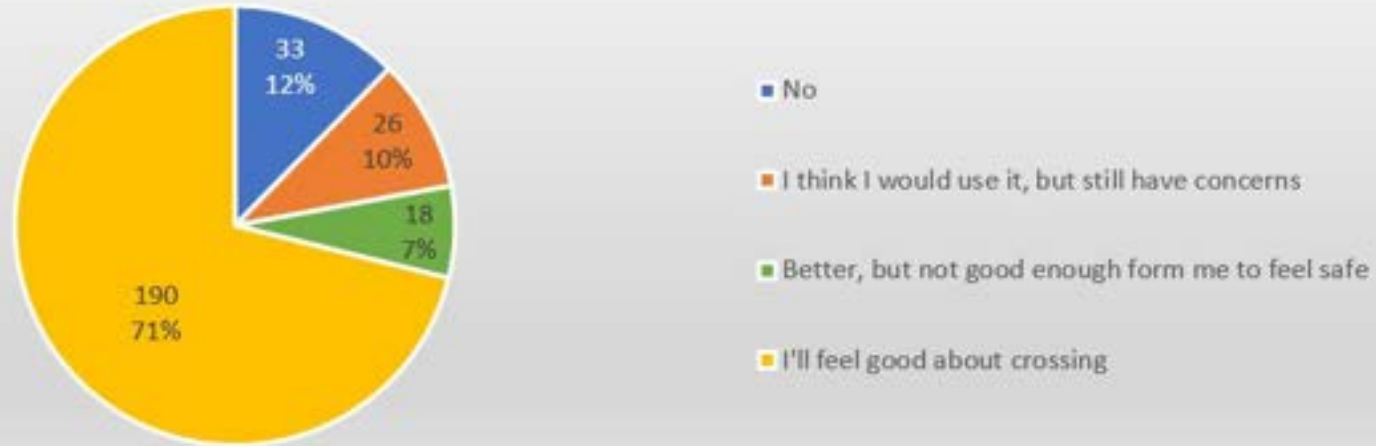 33
12%
26
10%
18
7%
190
71%
No
I think I would use it, but still have concerns
Better, but not good enough form me to feel safe
I'll feel good about crossing